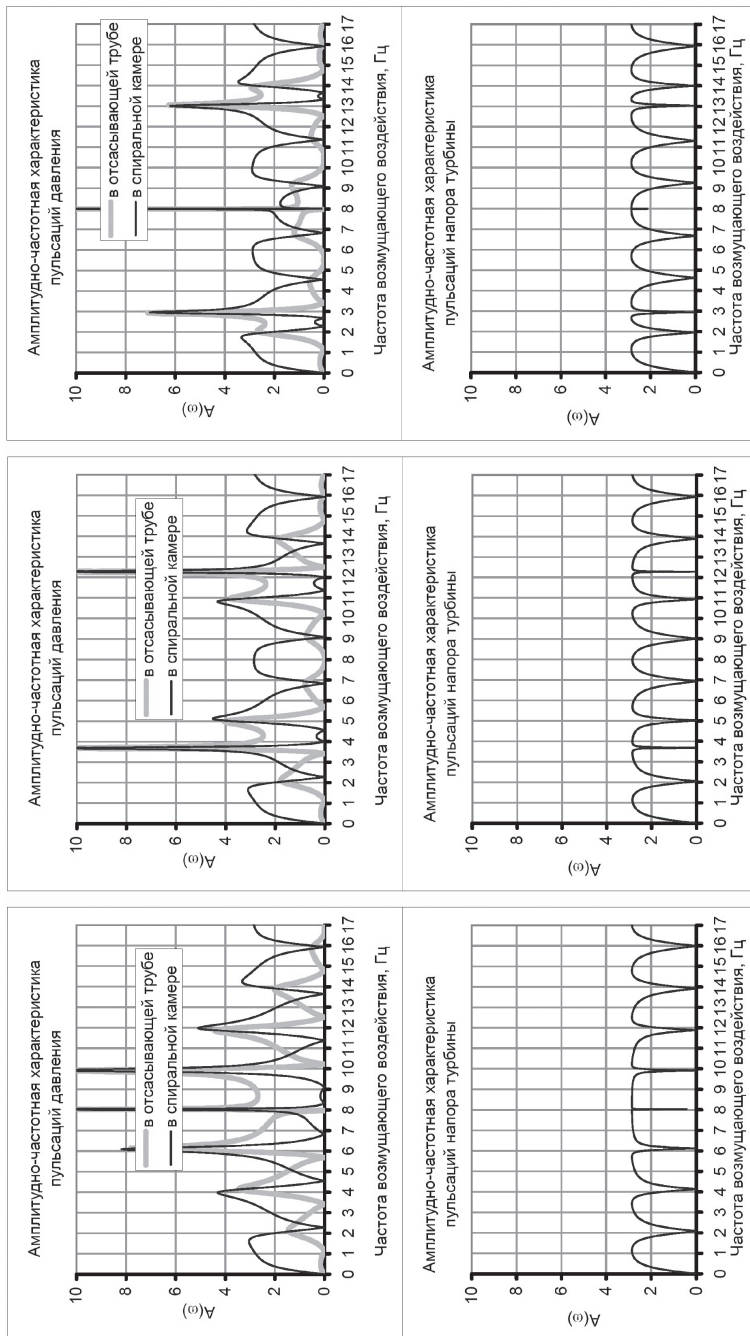 Амплитудно-частотная характеристика
пульсаций давления
10
8
6
4
2
0
A(ω)
в отсасывающей трубе
в спиральной камере
0 1 2 3 4 5 6 7 8 9 10 11 12 13 14 15 16 17
Частота возмущающего воздействия, Гц
Амплитудно-частотная характеристика
пульсаций напора турбины
10
8
6
4
2
0
A(ω)
0 1 2 3 4 5 6 7 8 9 10 11 12 13 14 15 16 17
Частота возмущающего воздействия, Гц
Амплитудно-частотная характеристика
пульсаций давления
10
8
6
4
2
0
A(ω)
в отсасывающей трубе
в спиральной камере
0 1 2 3 4 5 6 7 8 9 10 11 12 13 14 15 16 17
Частота возмущающего воздействия, Гц
Амплитудно-частотная характеристика
пульсаций напора турбины
10
8
6
4
2
0
A(ω)
0 1 2 3 4 5 6 7 8 9 10 11 12 13 14 15 16 17
Частота возмущающего воздействия, Гц
Амплитудно-частотная характеристика
пульсаций давления
10
8
6
4
2
0
A(ω)
в отсасывающей трубе
в спиральной камере
0 1 2 3 4 5 6 7 8 9 10 11 12 13 14 15 16 17
Частота возмущающего воздействия, Гц
Амплитудно-частотная характеристика
пульсаций напора турбины
10
8
6
4
2
0
A(ω)
0 1 2 3 4 5 6 7 8 9 10 11 12 13 14 15 16 17
Частота возмущающего воздействия, Гц